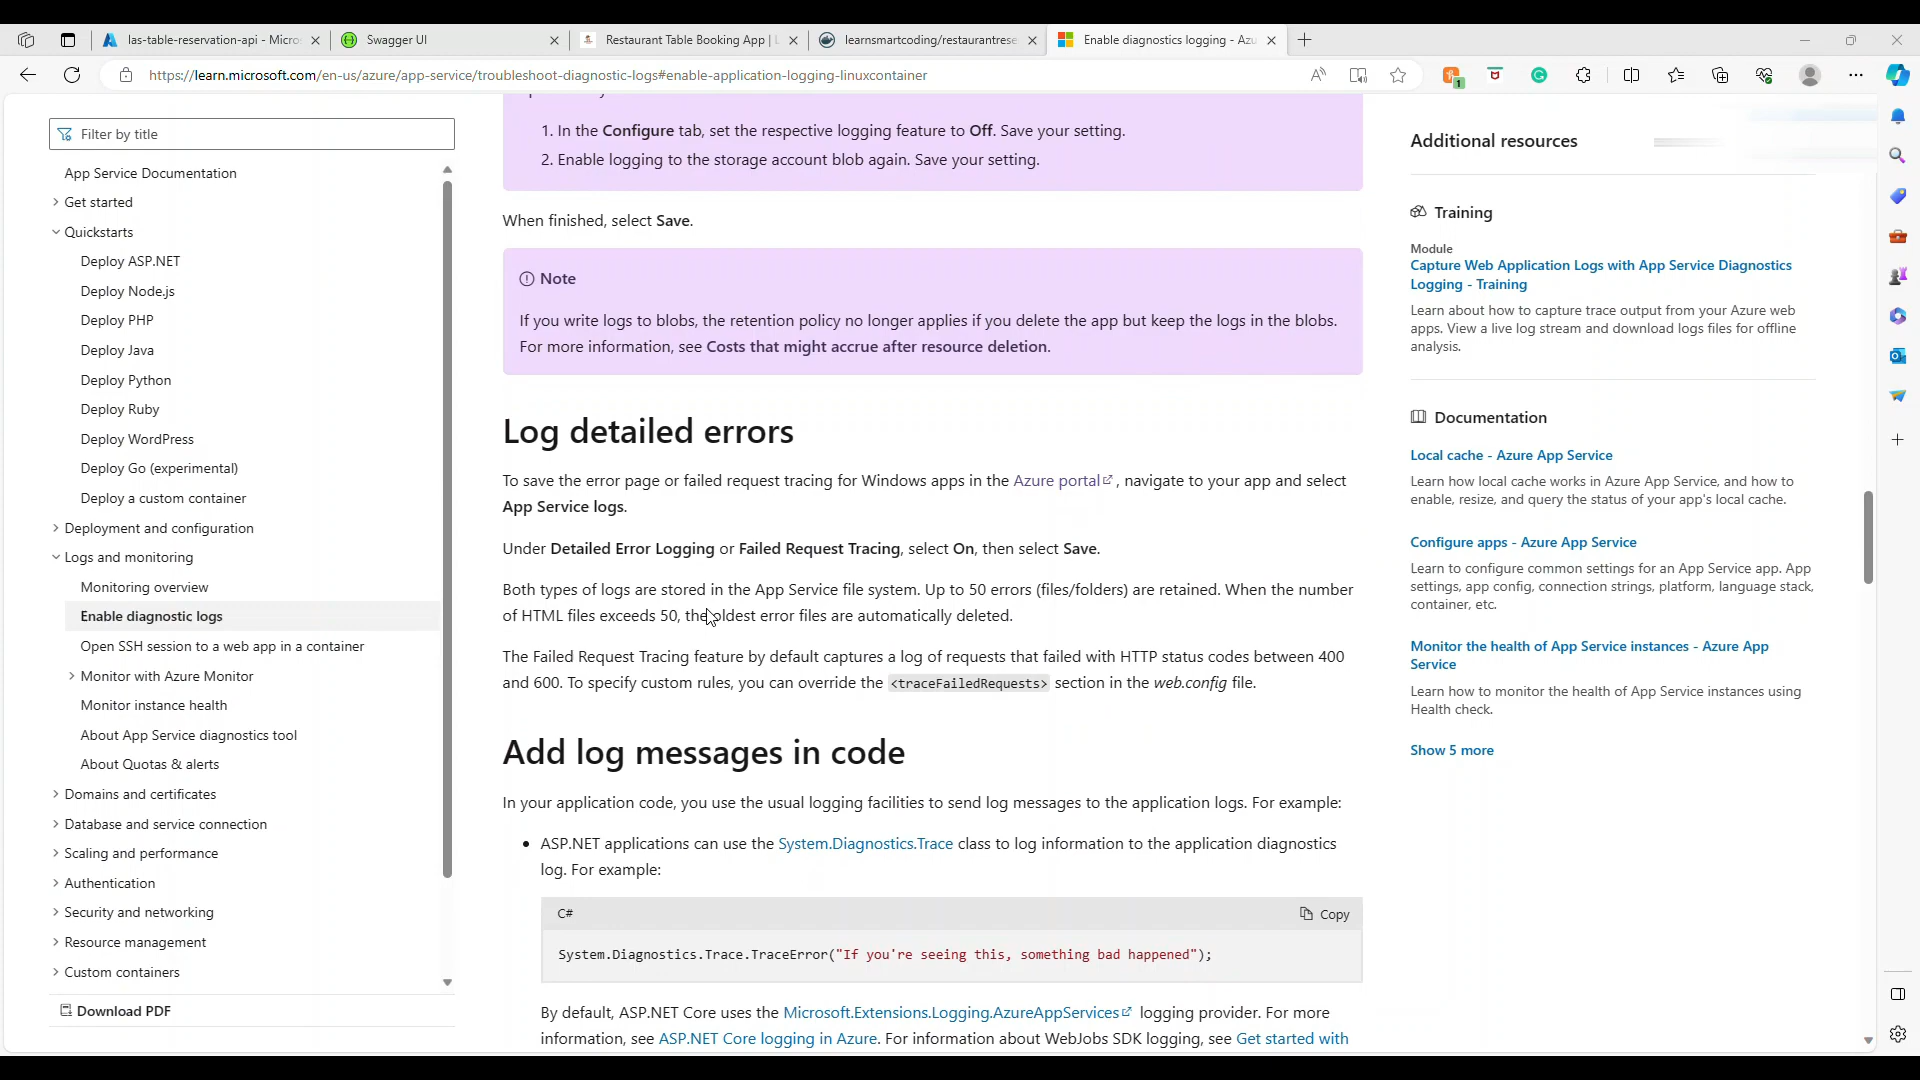 las-table-reservation-api - Micro
Swagger UI
Restaurant Table Booking App | L
learnsmartcoding/restaurantrese
Enable diagnostics logging - Azu
https://learn.microsoft.com/en-us/azure/app-service/troubleshoot-diagnostic-logs#enable-application-logging-linuxcontainer
1
Filter by title
App Service Documentation
Get started
Quickstarts
Deploy ASP.NET
Deploy Node.js
Deploy PHP
Deploy Java
Deploy Python
Deploy Ruby
Deploy WordPress
Deploy Go (experimental)
Deploy a custom container
Deployment and configuration
Logs and monitoring
Monitoring overview
Enable diagnostic logs
Open SSH session to a web app in a container
Monitor with Azure Monitor
Monitor instance health
About App Service diagnostics tool
About Quotas & alerts
Domains and certificates
Database and service connection
Scaling and performance
Authentication
Security and networking
Resource management
Custom containers
Download PDF
1. In the Configure tab, set the respective logging feature to Off. Save your setting.
2. Enable logging to the storage account blob again. Save your setting.
When finished, select Save.
Note
If you write logs to blobs, the retention policy no longer applies if you delete the app but keep the logs in the blobs.
For more information, see Costs that might accrue after resource deletion.
Log detailed errors
To save the error page or failed request tracing for Windows apps in the Azure portal, navigate to your app and select
App Service logs.
Under Detailed Error Logging or Failed Request Tracing, select On, then select Save.
Both types of logs are stored in the App Service file system. Up to 50 errors (files/folders) are retained. When the number
of HTML files exceeds 50, the oldest error files are automatically deleted.
The Failed Request Tracing feature by default captures a log of requests that failed with HTTP status codes between 400
and 600. To specify custom rules, you can override the <traceFailedRequests> section in the web.config file.
Add log messages in code
In your application code, you use the usual logging facilities to send log messages to the application logs. For example:
• ASP.NET applications can use the System.Diagnostics.Trace class to log information to the application diagnostics
log. For example:
C#
Copy
System.Diagnostics.Trace.TraceError("If you're seeing this, something bad happened");
By default, ASP.NET Core uses the Microsoft.Extensions.Logging.AzureAppServices logging provider. For more
information, see ASP.NET Core logging in Azure. For information about WebJobs SDK logging, see Get started with
Additional resources
Training
Module
Capture Web Application Logs with App Service Diagnostics
Logging - Training
Learn about how to capture trace output from your Azure web
apps. View a live log stream and download logs files for offline
analysis.
Documentation
Local cache - Azure App Service
Learn how local cache works in Azure App Service, and how to
enable, resize, and query the status of your app's local cache.
Configure apps - Azure App Service
Learn to configure common settings for an App Service app. App
settings, app config, connection strings, platform, language stack,
container, etc.
Monitor the health of App Service instances - Azure App
Service
Learn how to monitor the health of App Service instances using
Health check.
Show 5 more